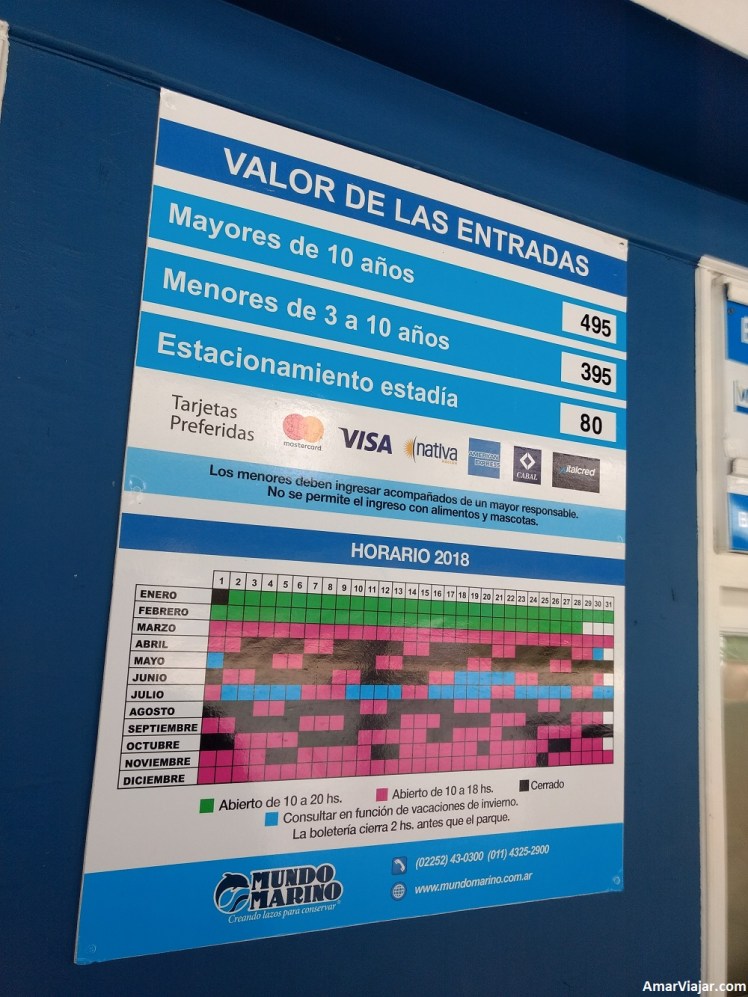 VALOR DE LAS ENTRADAS
Mayores de 10 años 495
Menores de 3 a 10 años 395
Estacionamiento estadía 80
Tarjetas
Preferidas
mastercard VISA nativa AMERICAN EXPRESS CABAL italcred
Los menores deben ingresar acompañados de un mayor responsable.
No se permite el ingreso con alimentos y mascotas.
HORARIO 2018
1 2 3 4 5 6 7 8 9 10 11 12 13 14 15 16 17 18 19 20 21 22 23 24 25 26 27 28 29 30 31
ENERO
FEBRERO
MARZO
ABRIL
MAYO
JUNIO
JULIO
AGOSTO
SEPTIEMBRE
OCTUBRE
NOVIEMBRE
DICIEMBRE
Abierto de 10 a 20 hs. Abierto de 10 a 18 hs. Cerrado
Consultar en función de vacaciones de invierno.
La boletería cierra 2 hs. antes que el parque.
MUNDO
MARINO
Creando lazos para conservar
(02252) 43-0300 (011) 4325-2900
www.mundomarino.com.ar
AmarViajar.com